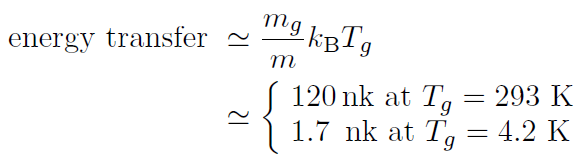 energy transfer ≃ m_g/m k_B T_g
≃ { 120 nk at T_g = 293 K
1.7 nk at T_g = 4.2 K